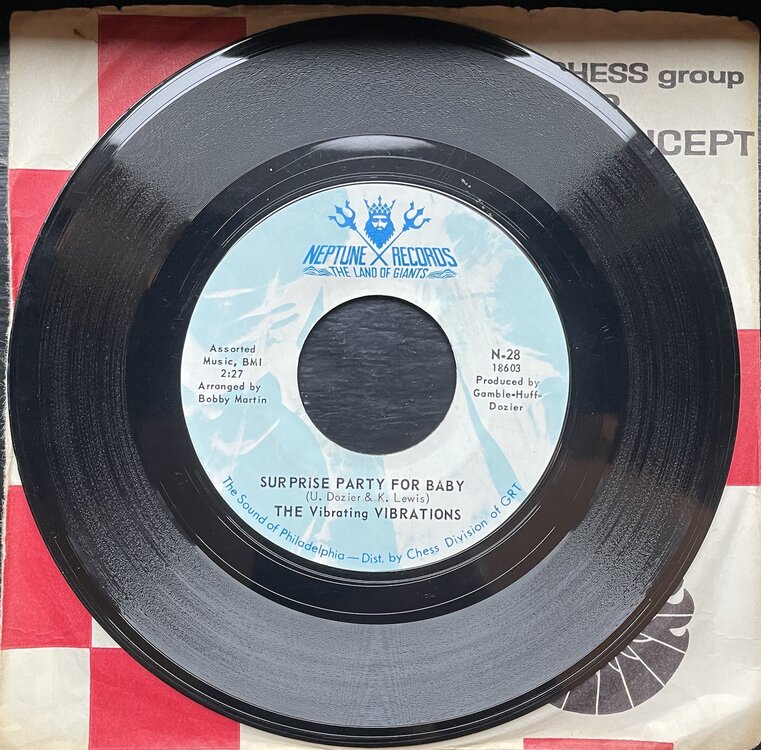 CHESS group
CEPT
NEPTUNE RECORDS
THE LAND OF GIANTS
Assorted
Music, BMI
2:27
Arranged by
Bobby Martin
N-28
18603
Produced by
Gamble-Huff-
Dozier
SURPRISE PARTY FOR BABY
(U. Dozier & K. Lewis)
THE Vibrating VIBRATIONS
The Sound of Philadelphia — Dist. by Chess Division of GRT